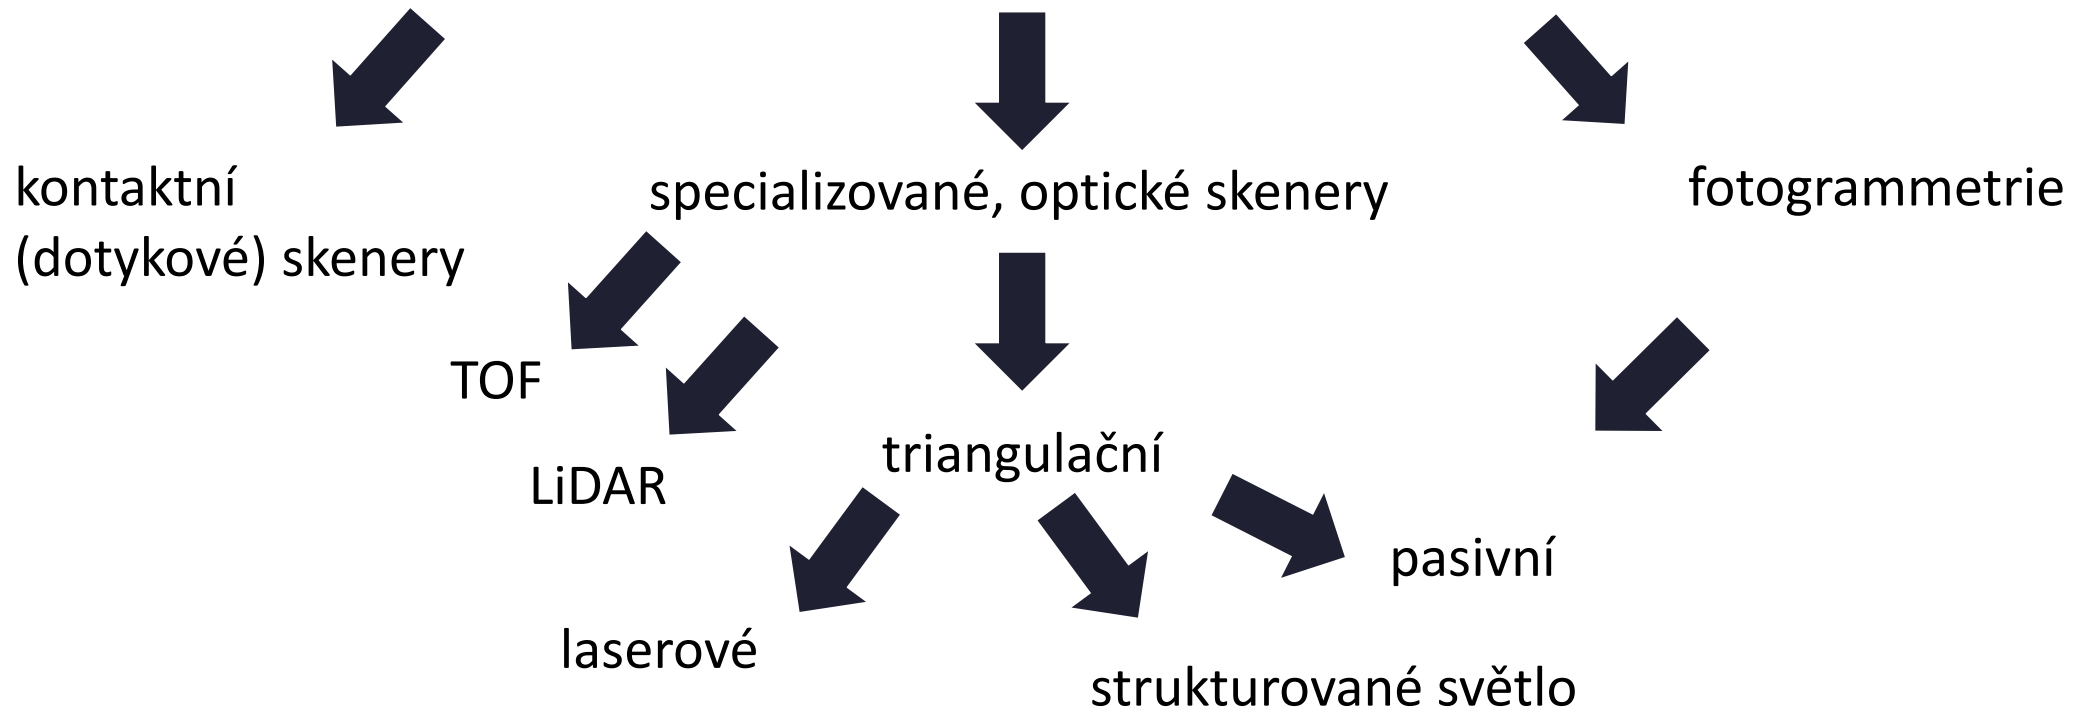 kontaktní
(dotykové) skenery
specializované, optické skenery
fotogrammetrie
TOF
LiDAR
triangulační
pasivní
laserové
strukturované světlo